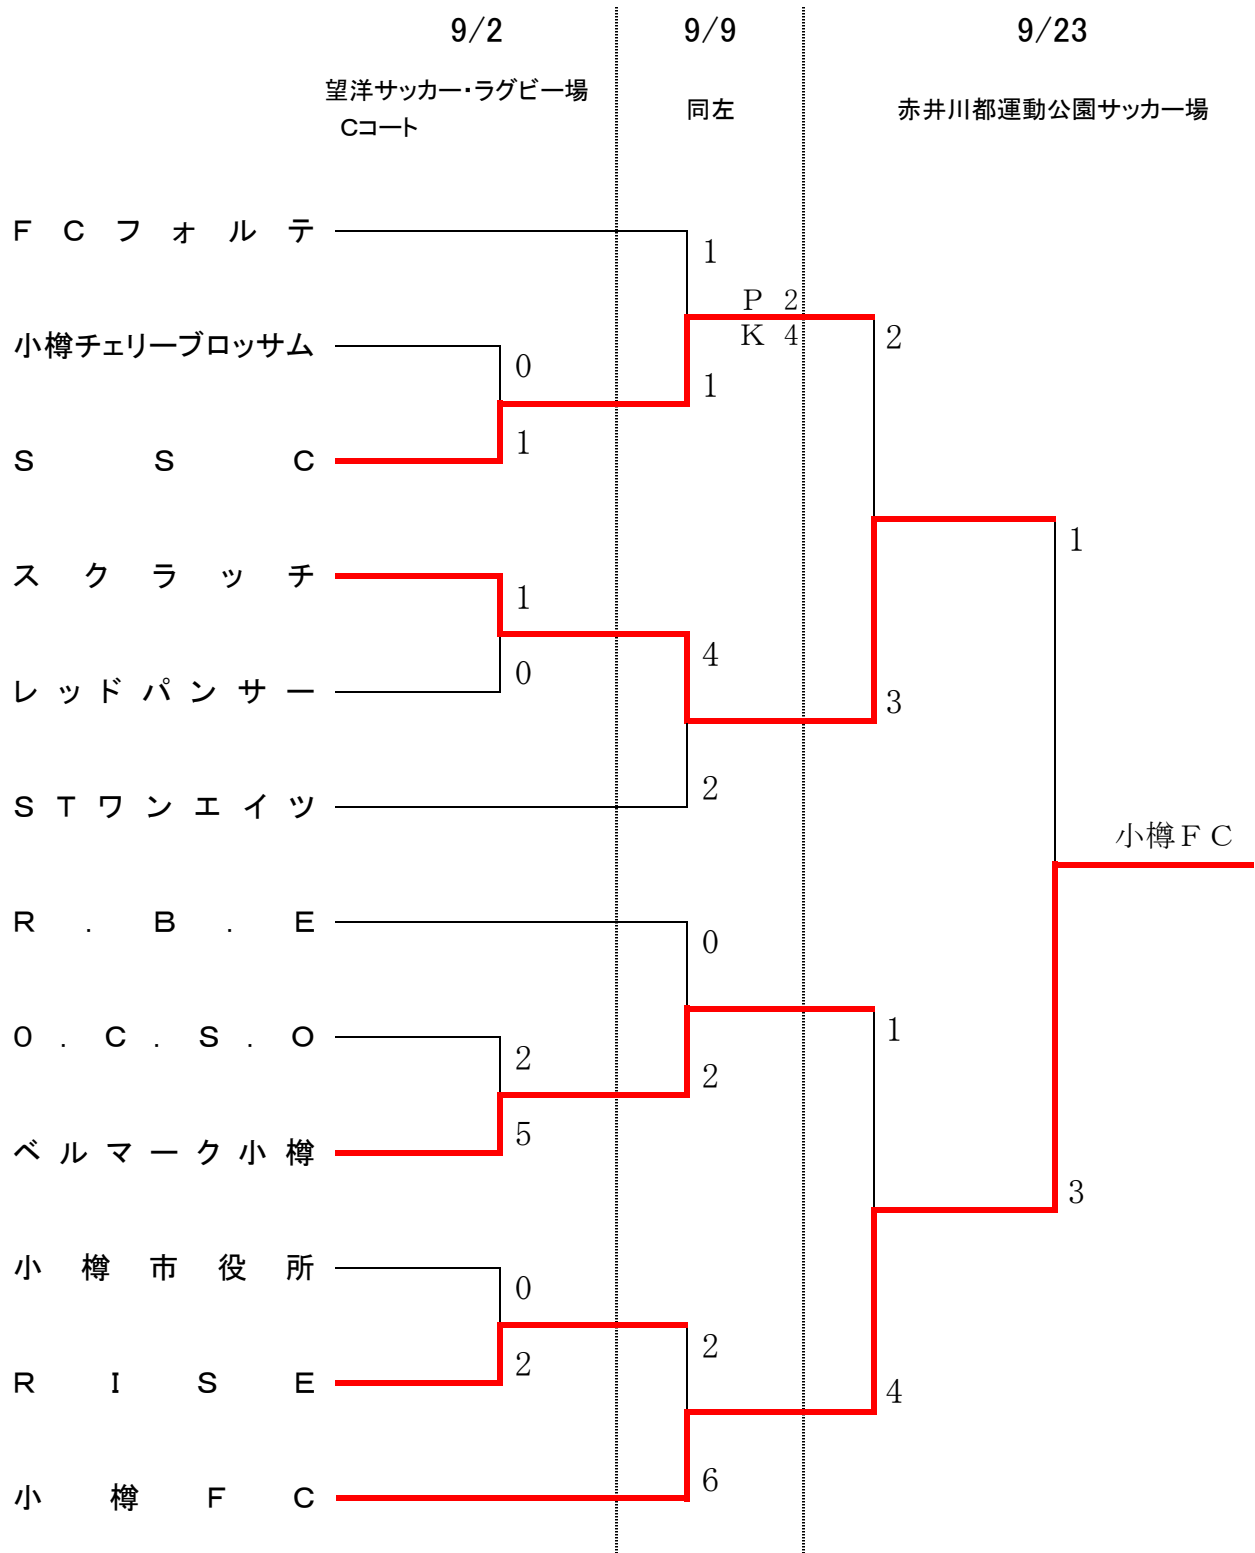 9/2 9/9 9/23
望洋サッカー・ラグビー場
Cコート
同左
赤井川都運動公園サッカー場
FCフォルテ
1
P 2
K 4
2
小樽チェリーブロッサム
0
1
1
SSC
1
スクラッチ
1
4
3
レッドパンサー
0
2
STワンエイツ
小樽FC
R.B.E
0
1
O.C.S.O
2
2
5
ベルマーク小樽
3
小樽市役所
0
2
2
4
RISE
6
小樽FC